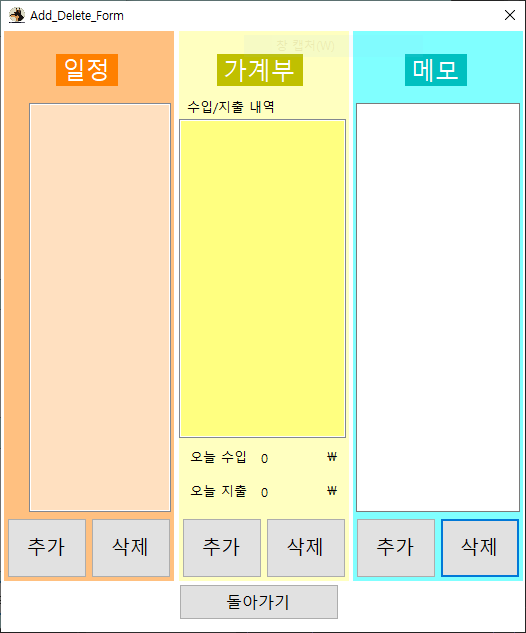 Add_Delete_Form
일정
가계부
메모
수입/지출 내역
오늘 수입 0 ₩
오늘 지출 0 ₩
추가 삭제 추가 삭제 추가 삭제
돌아가기